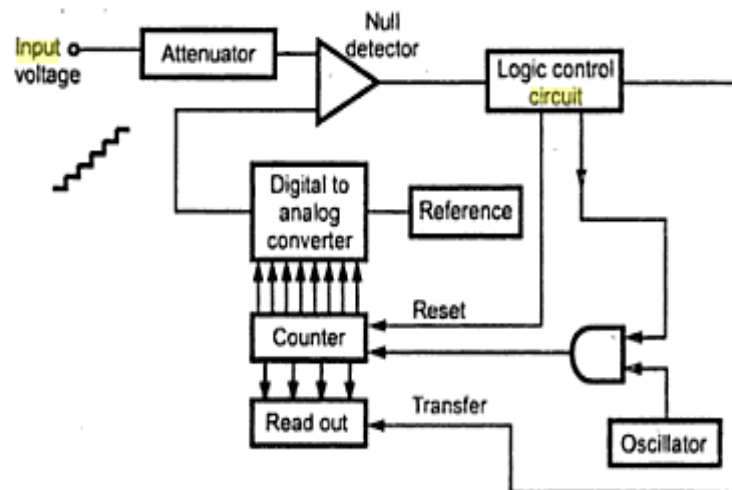 Input
voltage
Attenuator
Null
detector
Logic control
circuit
Digital to
analog
converter
Reference
Reset
Counter
Transfer
Read out
Oscillator